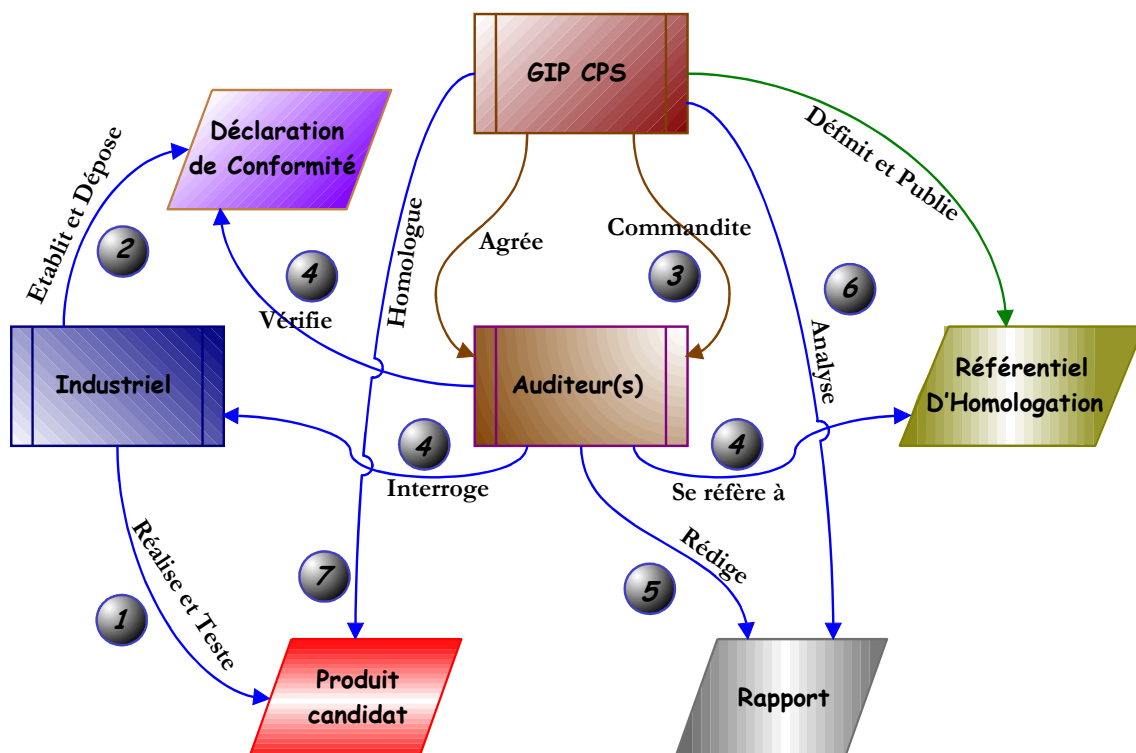 GIP CPS
Déclaration
de Conformité
Définit et Publie
Etablit et Dépose
2
Homologue
Agrée
Commandite
4
3
6
Vérifie
Analyse
Industriel
Auditeur(s)
Référentiel
D'Homologation
4
4
Interroge
Se réfère à
Réalise et Teste
Rédige
7
5
1
Produit
candidat
Rapport